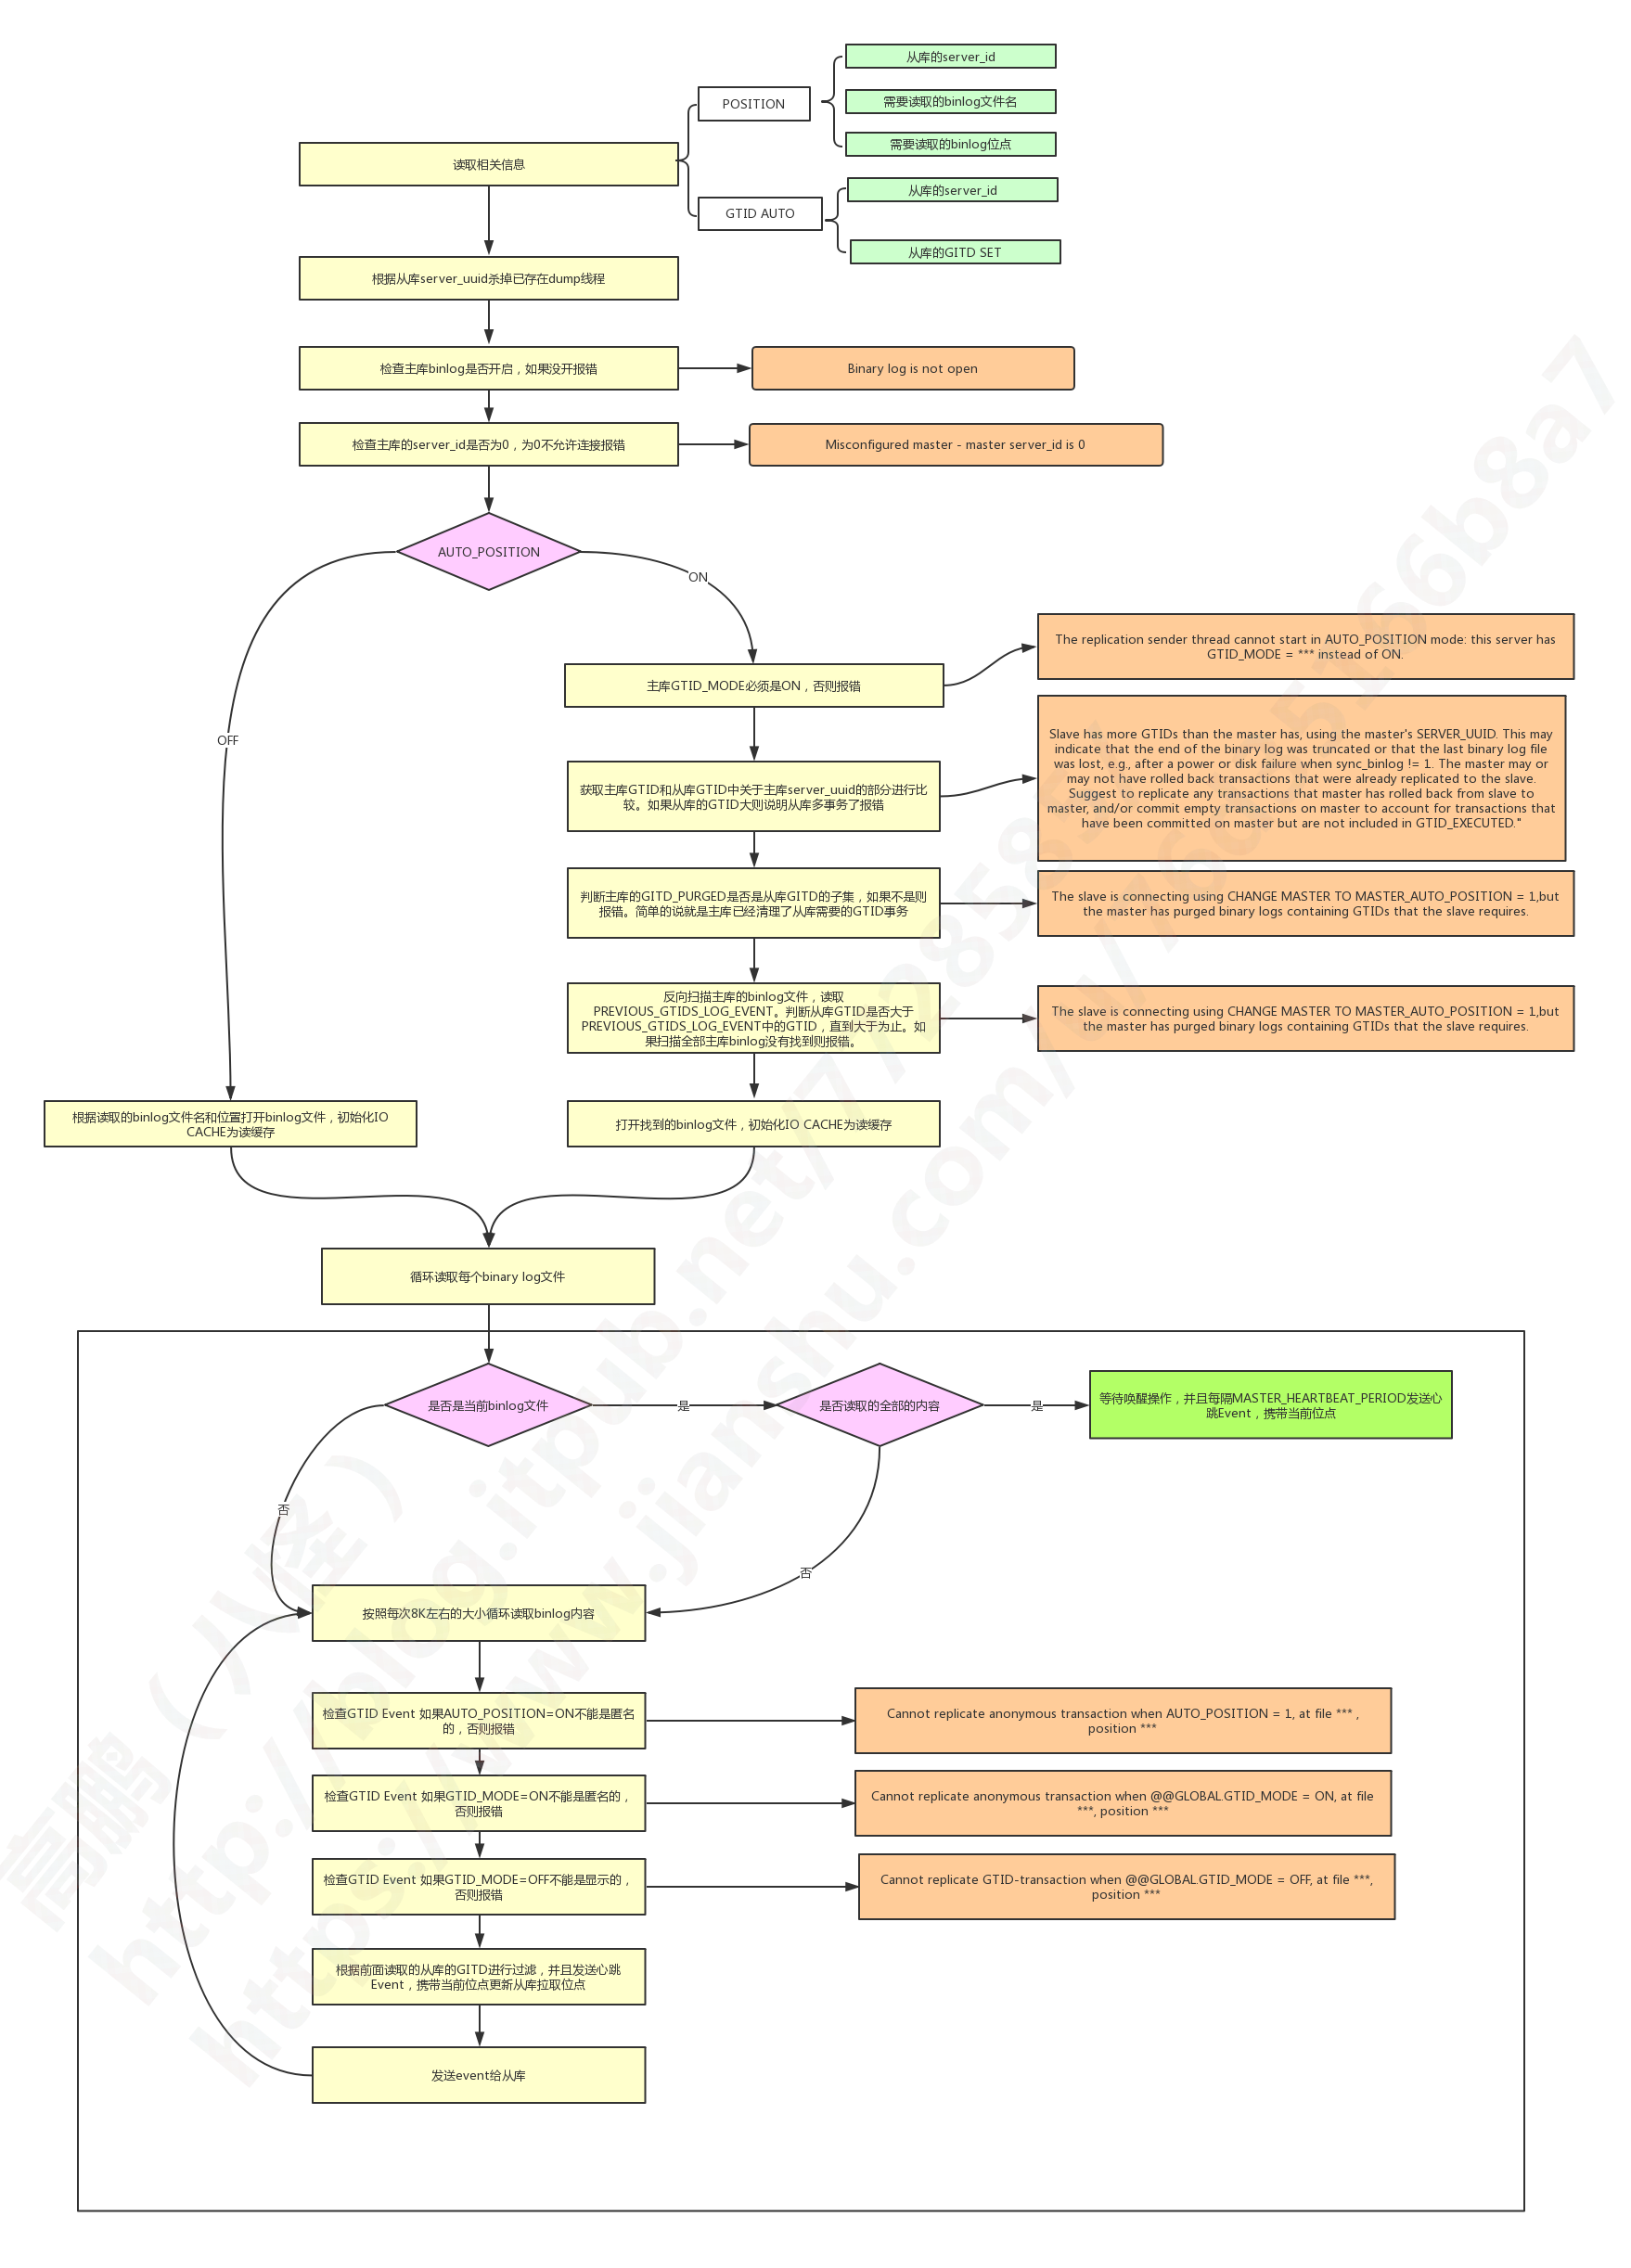 从库的server_id
POSITION
需要读取的binlog文件名
需要读取的binlog位点
读取相关信息
从库的server_id
GTID AUTO
从库的GITD SET
根据从库server_uuid杀掉已存在dump线程
检查主库binlog是否开启，如果没开报错
Binary log is not open
检查主库的server_id是否为0，为0不允许连接报错
Misconfigured master - master server_id is 0
AUTO_POSITION
ON
OFF
主库GTID_MODE必须是ON，否则报错
The replication sender thread cannot start in AUTO_POSITION mode: this server has
GTID_MODE = *** instead of ON.
获取主库GTID和从库GTID中关于主库server_uuid的部分进行比
较。如果从库的GTID大则说明从库多事务了报错
Slave has more GTIDs than the master has, using the master's SERVER_UUID. This may
indicate that the end of the binary log was truncated or that the last binary log file
was lost, e.g., after a power or disk failure when sync_binlog != 1. The master may or
may not have rolled back transactions that were already replicated to the slave.
Suggest to replicate any transactions that master has rolled back from slave to
master, and/or commit empty transactions on master to account for transactions that
have been committed on master but are not included in GTID_EXECUTED."
判断主库的GITD_PURGED是否是从库GITD的子集，如果不是则
报错。简单的说就是主库已经清理了从库需要的GTID事务
The slave is connecting using CHANGE MASTER TO MASTER_AUTO_POSITION = 1,but
the master has purged binary logs containing GTIDs that the slave requires.
反向扫描主库的binlog文件，读取
PREVIOUS_GTIDS_LOG_EVENT。判断从库GTID是否大于
PREVIOUS_GTIDS_LOG_EVENT中的GTID，直到大于为止。如
果扫描全部主库binlog没有找到则报错。
The slave is connecting using CHANGE MASTER TO MASTER_AUTO_POSITION = 1,but
the master has purged binary logs containing GTIDs that the slave requires.
根据读取的binlog文件名和位置打开binlog文件，初始化IO
CACHE为读缓存
打开找到的binlog文件，初始化IO CACHE为读缓存
循环读取每个binary log文件
是否是当前binlog文件
是
是否读取的全部的内容
是
等待唤醒操作，并且每隔MASTER_HEARTBEAT_PERIOD发送心
跳Event，携带当前位点
否
否
按照每次8K左右的大小循环读取binlog内容
检查GTID Event 如果AUTO_POSITION=ON不能是匿名
的，否则报错
Cannot replicate anonymous transaction when AUTO_POSITION = 1, at file *** ,
position ***
检查GTID Event 如果GTID_MODE=ON不能是匿名的，
否则报错
Cannot replicate anonymous transaction when @@GLOBAL.GTID_MODE = ON, at file
***, position ***
检查GTID Event 如果GTID_MODE=OFF不能是显示的，
否则报错
Cannot replicate GTID-transaction when @@GLOBAL.GTID_MODE = OFF, at file ***,
position ***
根据前面读取的从库的GITD进行过滤，并且发送心跳
Event，携带当前位点更新从库拉取位点
发送event给从库
高鹏（八怪）